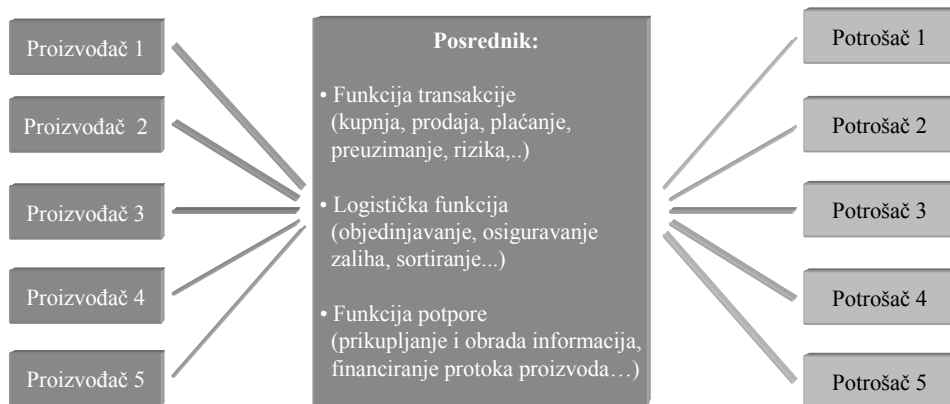 Proizvođač 1
Proizvođač  2
Proizvođač 3
Proizvođač 4
Proizvođač 5
Posrednik:
• Funkcija transakcije
(kupnja, prodaja, plaćanje,
preuzimanje, rizika,..)
• Logistička funkcija
(objedinjavanje, osiguravanje
zaliha, sortiranje...)
• Funkcija potpore
(prikupljanje i obrada informacija,
financiranje protoka proizvoda…)
Potrošač 1
Potrošač 2
Potrošač 3
Potrošač 4
Potrošač 5